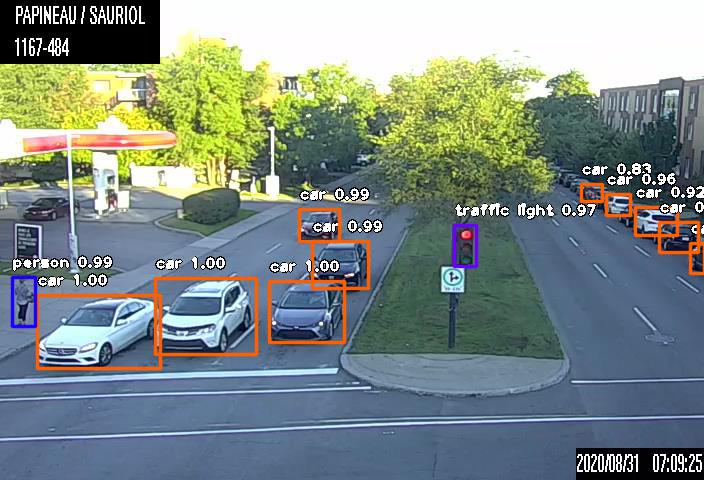 PAPINEAU / SAURIOL
1167-484
car 0.83
car 0.96
car 0.92
car 0.99
traffic light 0.97
car 0.99
person 0.99
car 1.00
car 1.00
car 1.00
2020/08/31 07:09:25